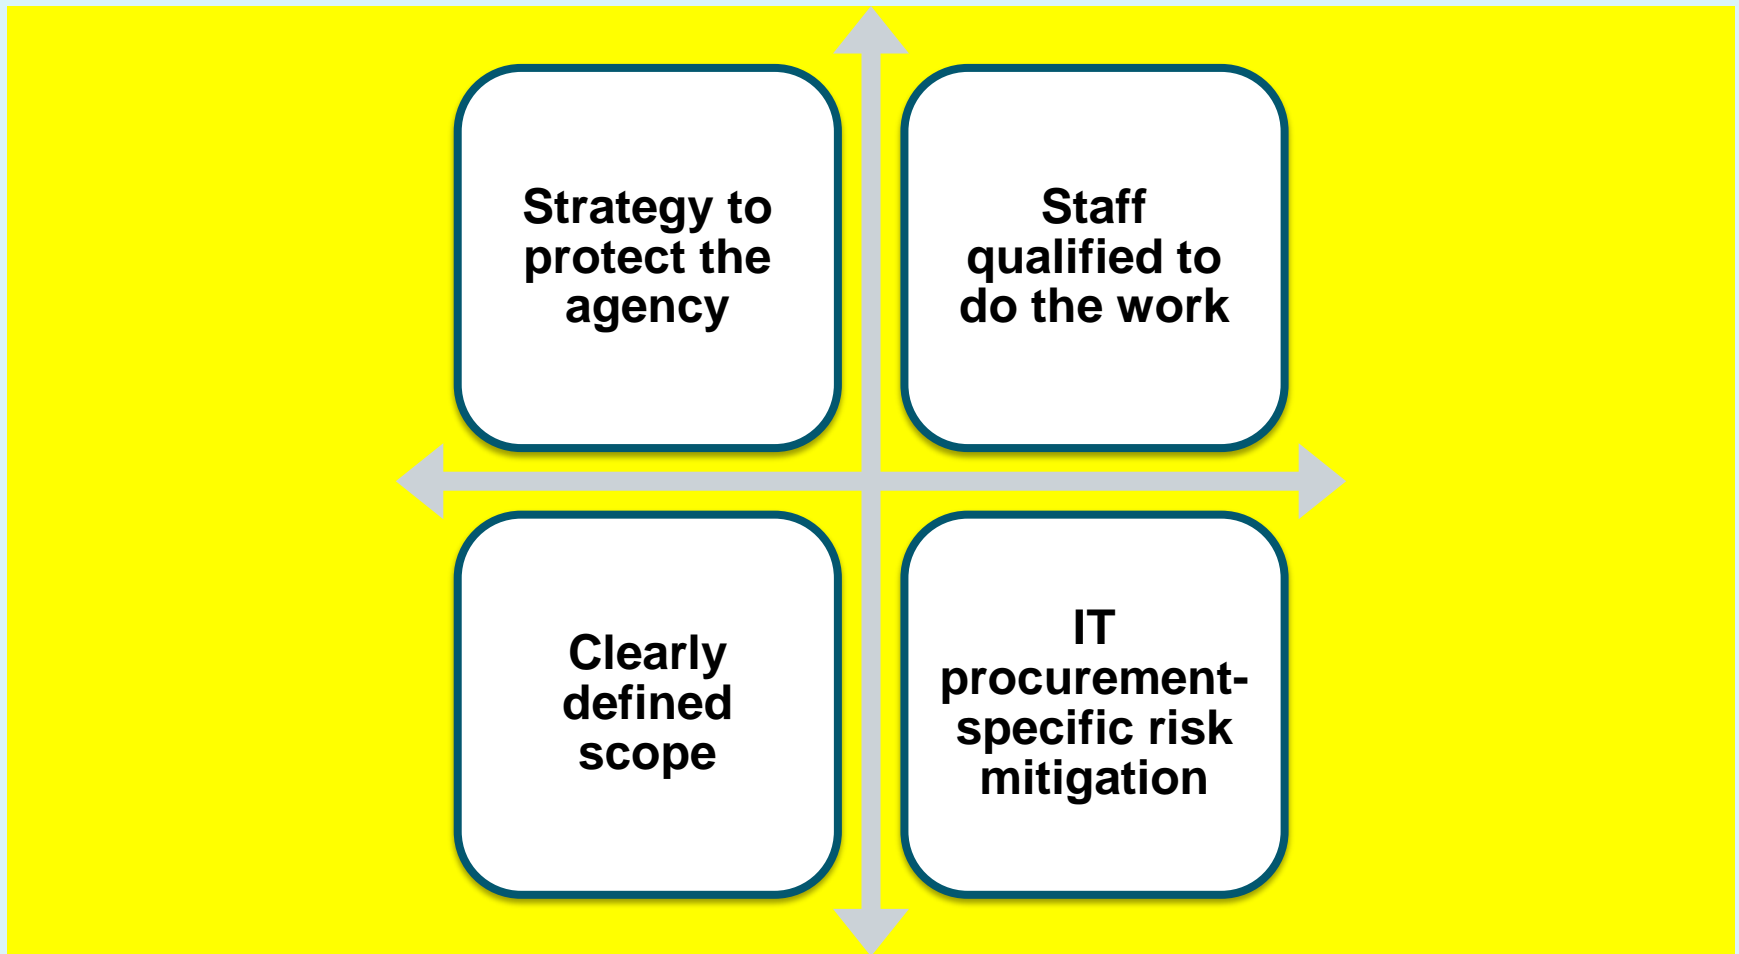 Strategy to
protect the
agency
Staff
qualified to
do the work
Clearly
defined
scope
IT
procurement-
specific risk
mitigation